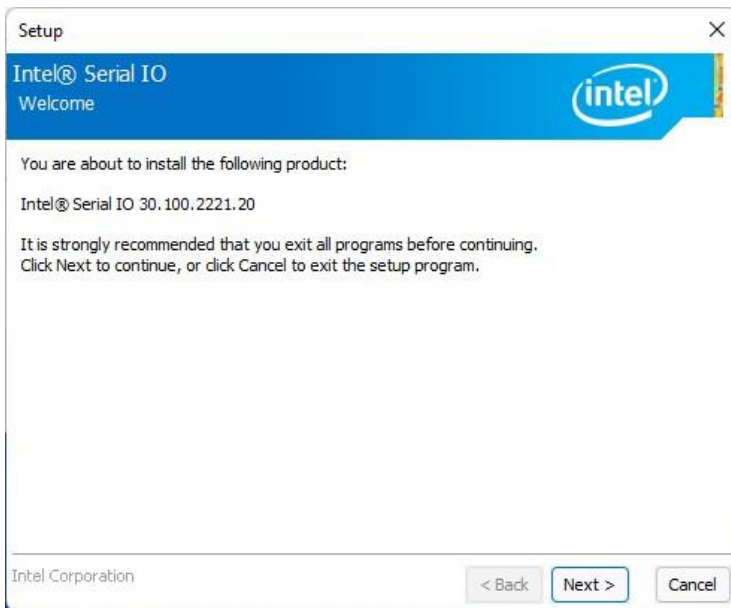 Setup
Intel® Serial IO
Welcome
intel
You are about to install the following product:
Intel® Serial IO 30.100.2221.20
It is strongly recommended that you exit all programs before continuing.
Click Next to continue, or click Cancel to exit the setup program.
Intel Corporation
< Back Next > Cancel